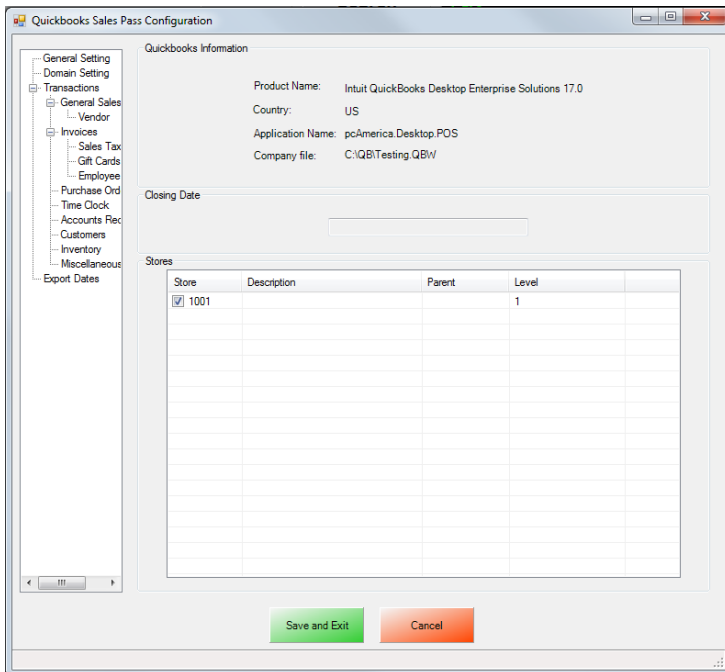 Quickbooks Sales Pass Configuration
General Setting
Domain Setting
Transactions
General Sales
Vendor
Invoices
Sales Tax
Gift Cards
Employee
Purchase Ord
Time Clock
Accounts Rec
Customers
Inventory
Miscellaneous
Export Dates
Quickbooks Information
Product Name: Intuit QuickBooks Desktop Enterprise Solutions 17.0
Country: US
Application Name: pcAmerica.Desktop.POS
Company file: C:\QB\Testing.QBW
Closing Date
Stores
Store Description Parent Level
1001 1
Save and Exit Cancel